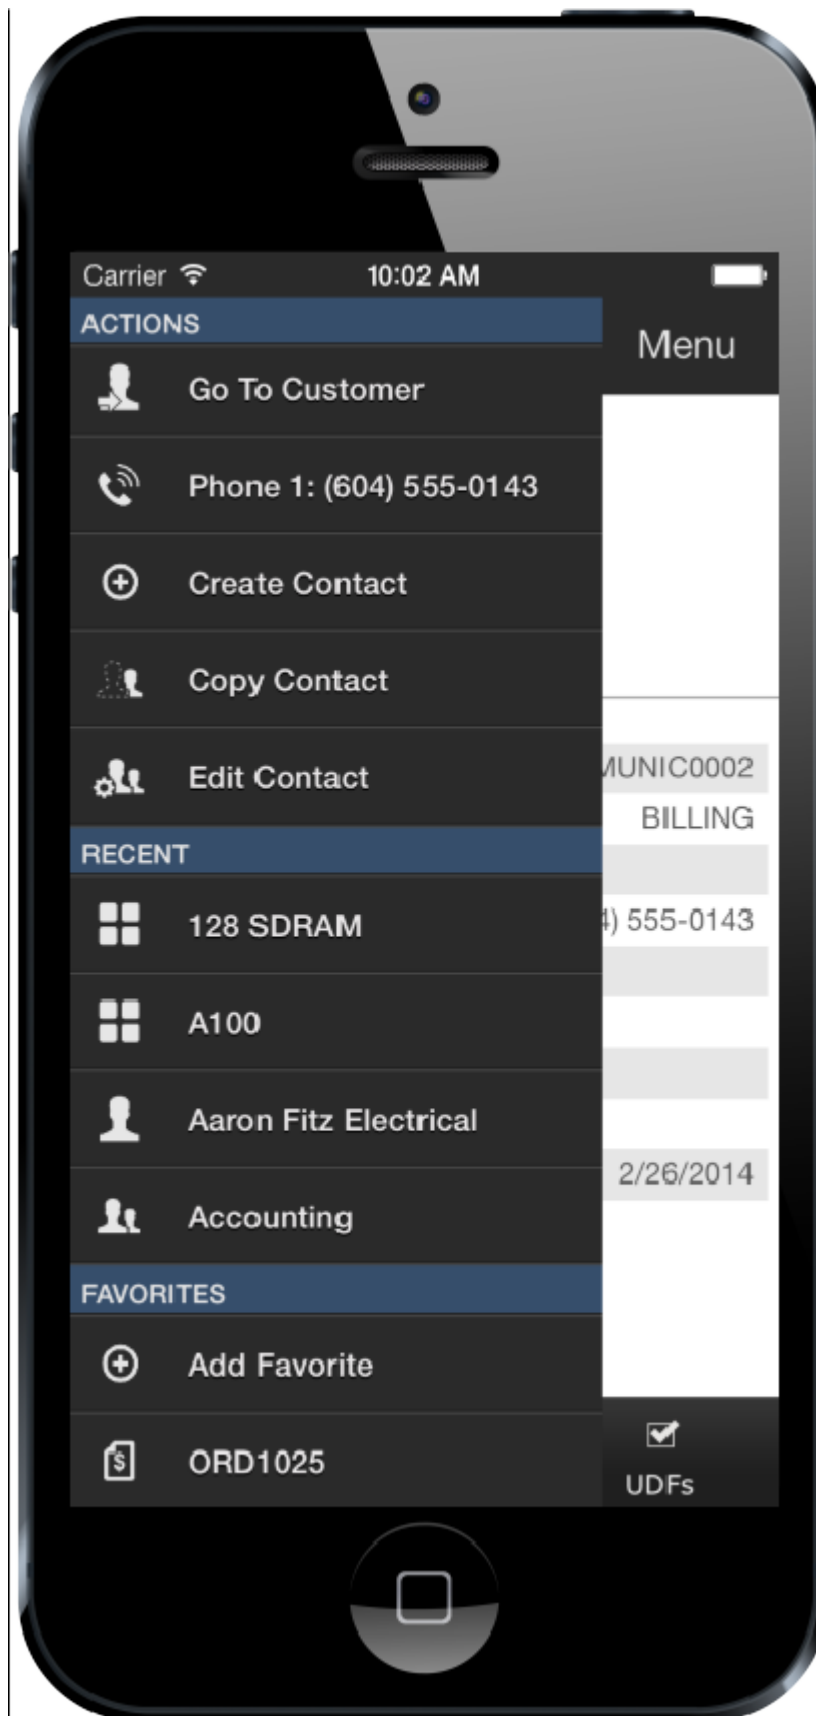 Carrier 10:02 AM
ACTIONS
Menu
Go To Customer
Phone 1: (604) 555-0143
Create Contact
Copy Contact
Edit Contact
MUNIC0002
BILLING
RECENT
128 SDRAM
4) 555-0143
A100
Aaron Fitz Electrical
2/26/2014
Accounting
FAVORITES
Add Favorite
ORD1025
UDFs